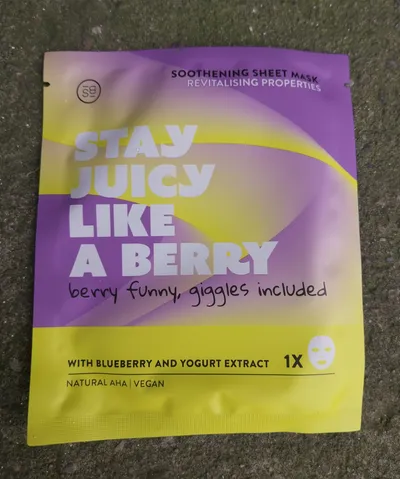 SOOTHENING SHEET MASK
REVITALISING PROPERTIES
STAY
JUICY
LIKE
A BERRY
berry funny, giggles included
WITH BLUEBERRY AND YOGURT EXTRACT 1X
NATURAL AHA | VEGAN